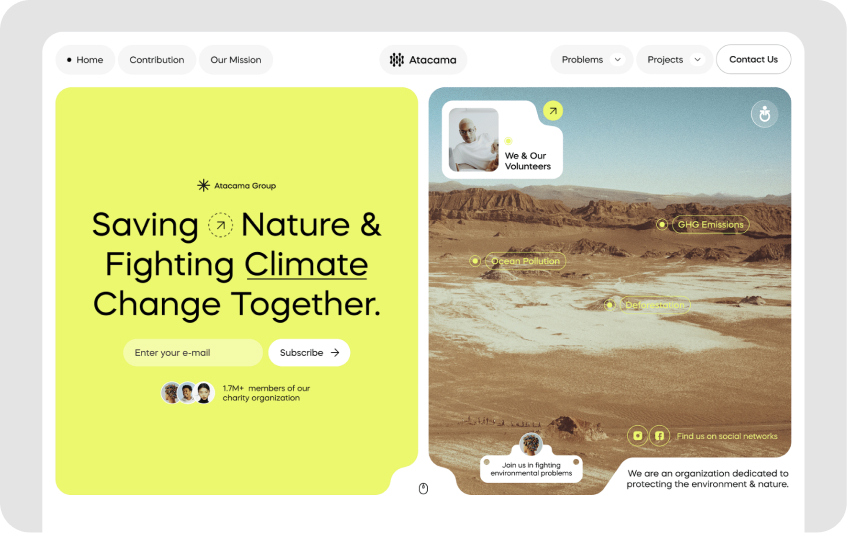 Home
Contribution
Our Mission
Atacama
Problems
Projects
Contact Us
Atacama Group
Saving Nature &
Fighting Climate
Change Together.
Enter your e-mail
Subscribe
1.7M+ members of our
charity organization
We & Our
Volunteers
GHG Emissions
Ocean Pollution
Deforestation
Find us on social networks
Join us in fighting
environmental problems
We are an organization dedicated to
protecting the environment & nature.